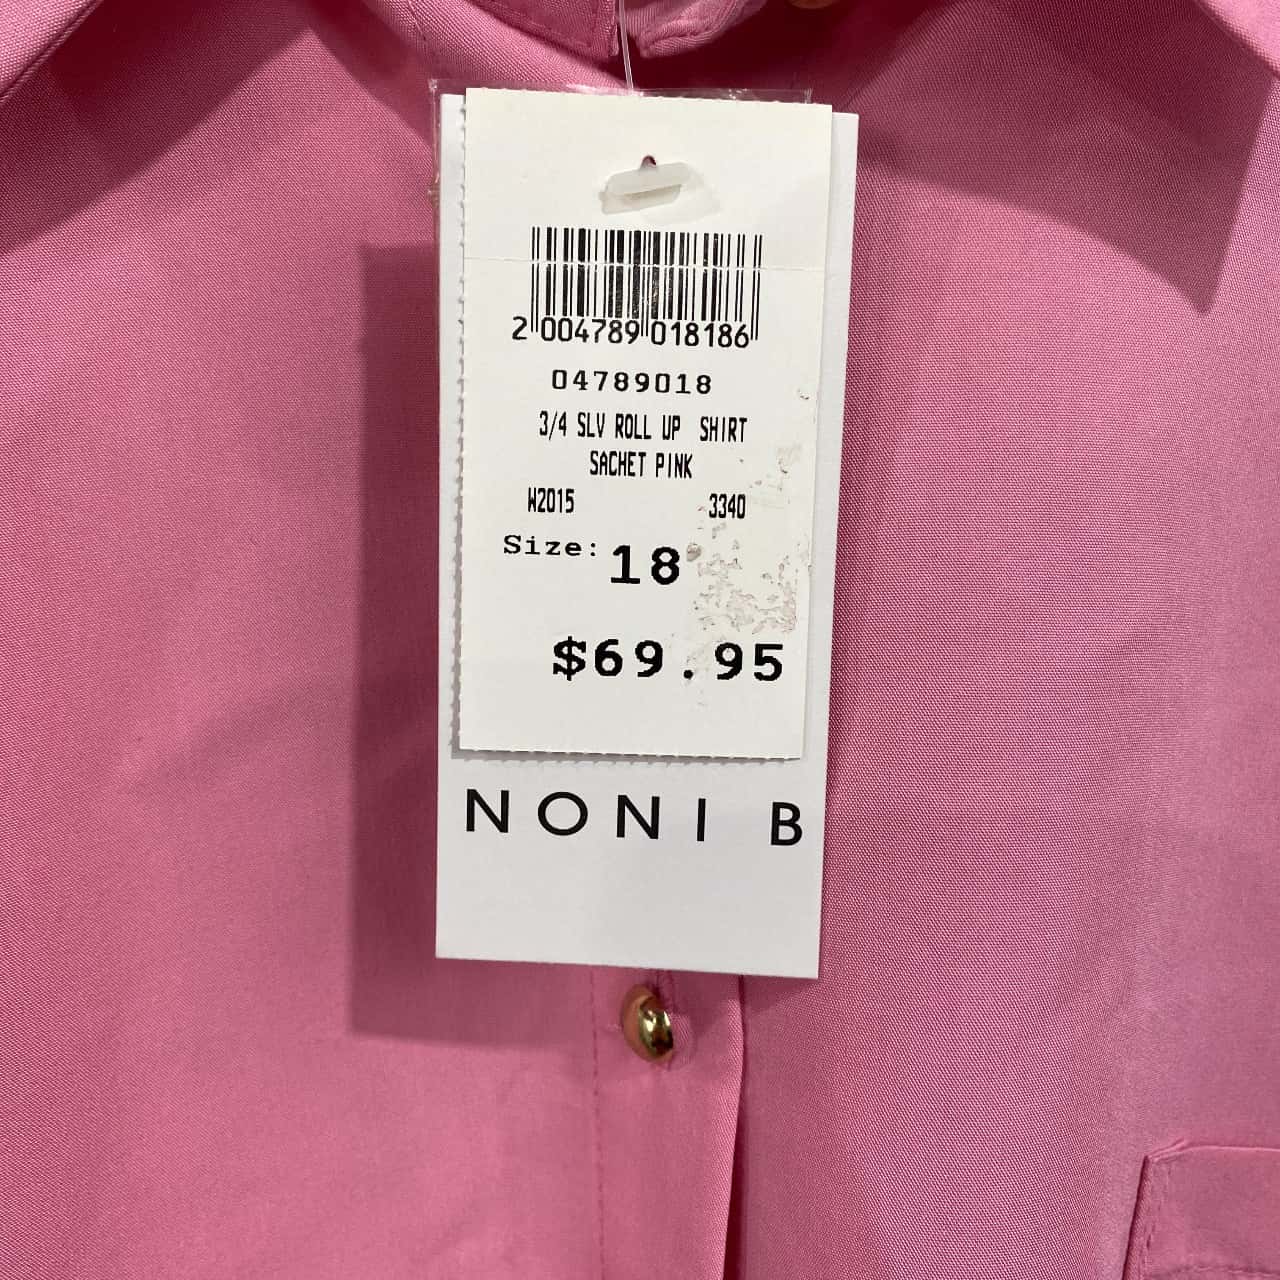 2 004789 018186
04789018
3/4 SLV ROLL UP SHIRT
SACHET PINK
W2015 3340
Size: 18
$69.95
NONI B